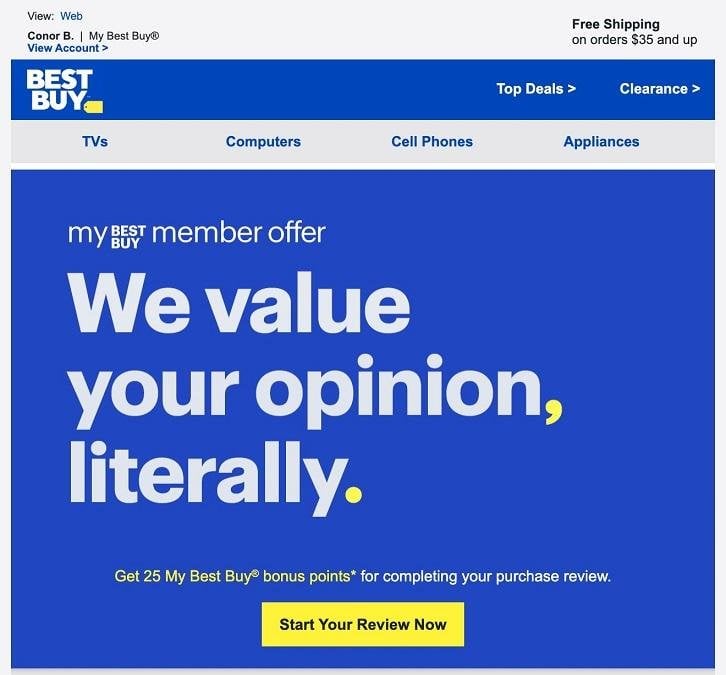 View: Web
Conor B. | My Best Buy®
View Account >
Free Shipping
on orders $35 and up
BEST
BUY
Top Deals >
Clearance >
TVs
Computers
Cell Phones
Appliances
my BEST BUY member offer
We value
your opinion,
literally.
Get 25 My Best Buy® bonus points* for completing your purchase review.
Start Your Review Now